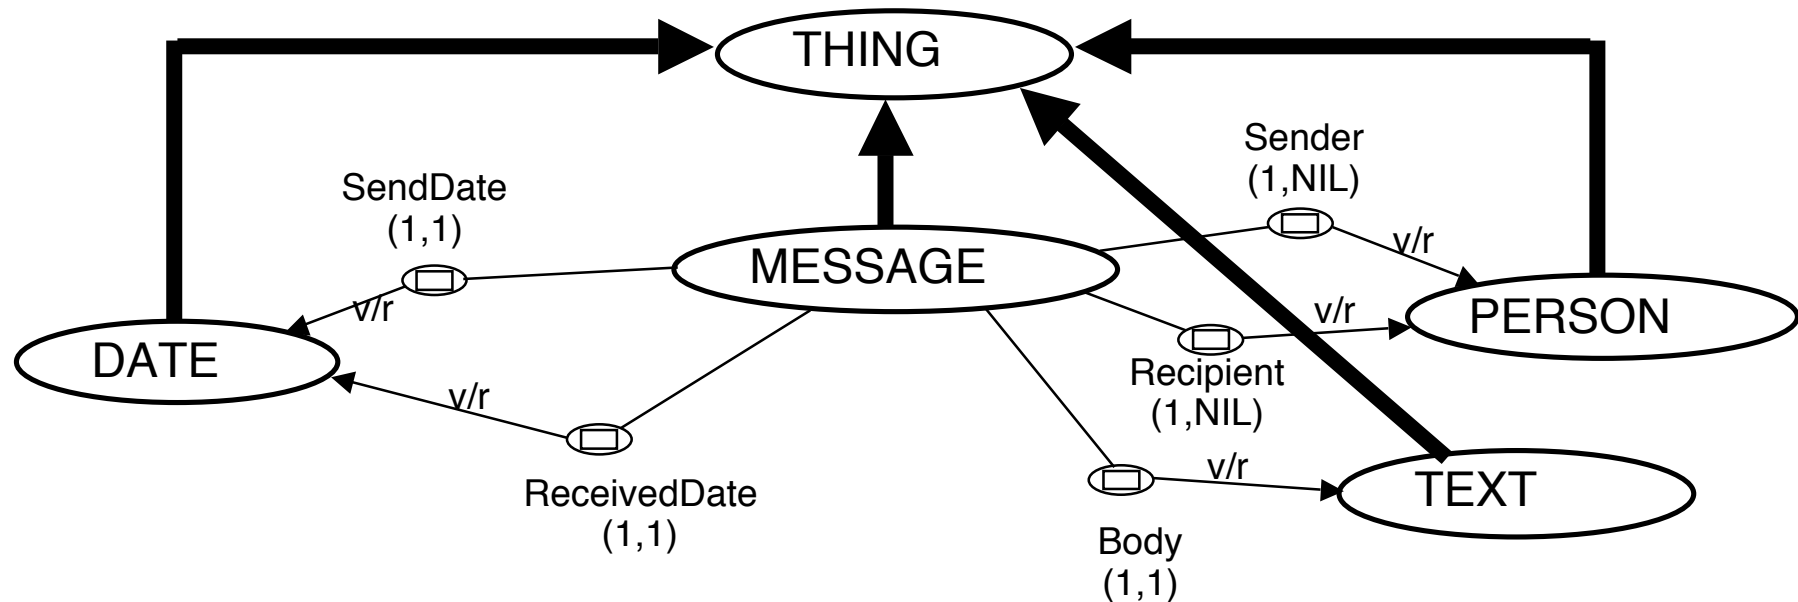 THING
Sender
(1,NIL)
SendDate
(1,1)
v/r
MESSAGE
v/r
v/r
PERSON
DATE
Recipient
(1,NIL)
v/r
v/r
TEXT
ReceivedDate
(1,1)
Body
(1,1)
v/r